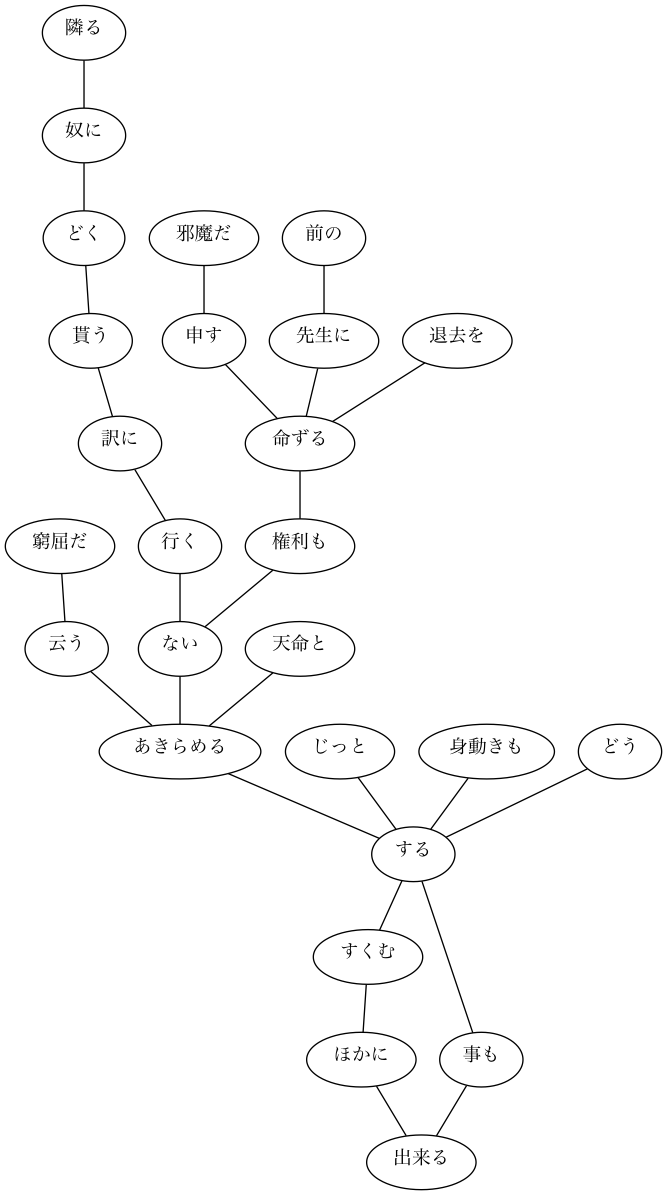 隣る
奴に
どく
邪魔だ
前の
貰う
申す
先生に
退去を
訳に
命ずる
窮屈だ
行く
権利も
云う
ない
天命と
あきらめる
じっと
身動きも
どう
する
すくむ
ほかに
事も
出来る